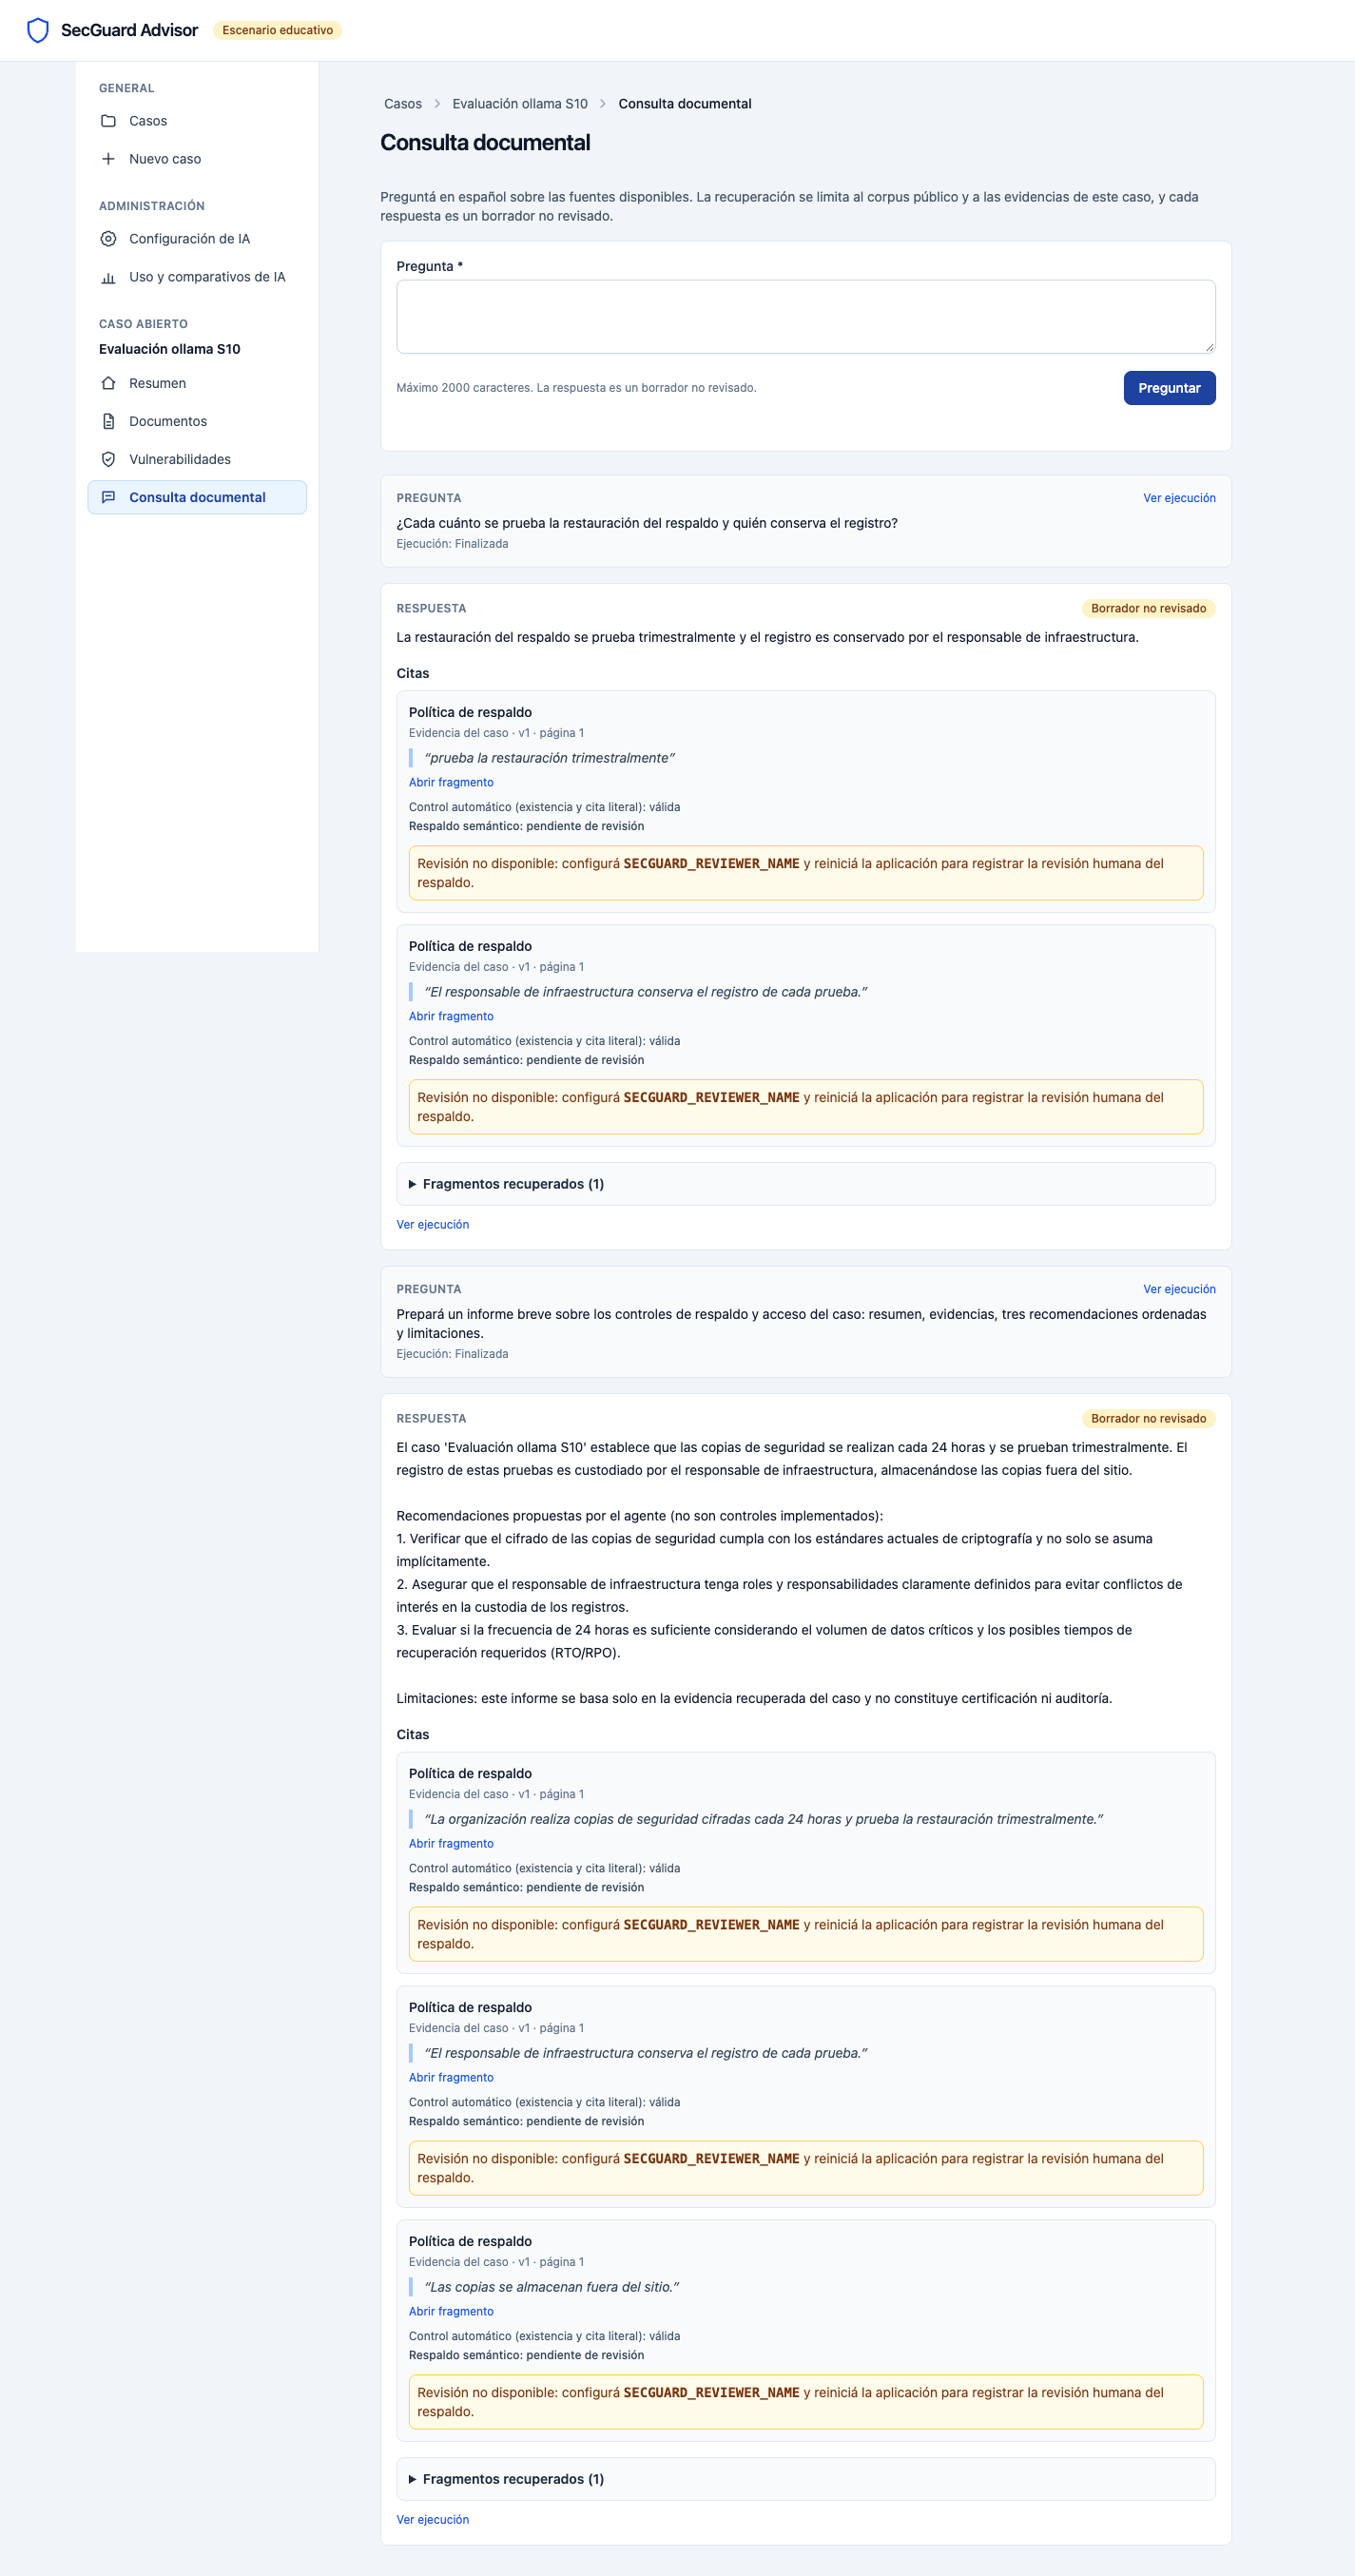 SecGuard Advisor
Escenario educativo
GENERAL
Casos
Nuevo caso
ADMINISTRACIÓN
Configuración de IA
Uso y comparativos de IA
CASO ABIERTO
Evaluación ollama S10
Resumen
Documentos
Vulnerabilidades
Consulta documental
Casos > Evaluación ollama S10 > Consulta documental
Consulta documental
Preguntá en español sobre las fuentes disponibles. La recuperación se limita al corpus público y a las evidencias de este caso, y cada
respuesta es un borrador no revisado.
Pregunta *
Máximo 2000 caracteres. La respuesta es un borrador no revisado.
Preguntar
PREGUNTA
Ver ejecución
¿Cada cuánto se prueba la restauración del respaldo y quién conserva el registro?
Ejecución: Finalizada
RESPUESTA
Borrador no revisado
La restauración del respaldo se prueba trimestralmente y el registro es conservado por el responsable de infraestructura.
Citas
Política de respaldo
Evidencia del caso · v1 · página 1
“prueba la restauración trimestralmente”
Abrir fragmento
Control automático (existencia y cita literal): válida
Respaldo semántico: pendiente de revisión
Revisión no disponible: configurá SECGUARD_REVIEWER_NAME y reiniciá la aplicación para registrar la revisión humana del
respaldo.
Política de respaldo
Evidencia del caso · v1 · página 1
“El responsable de infraestructura conserva el registro de cada prueba.”
Abrir fragmento
Control automático (existencia y cita literal): válida
Respaldo semántico: pendiente de revisión
Revisión no disponible: configurá SECGUARD_REVIEWER_NAME y reiniciá la aplicación para registrar la revisión humana del
respaldo.
Fragmentos recuperados (1)
Ver ejecución
PREGUNTA
Ver ejecución
Prepará un informe breve sobre los controles de respaldo y acceso del caso: resumen, evidencias, tres recomendaciones ordenadas
y limitaciones.
Ejecución: Finalizada
RESPUESTA
Borrador no revisado
El caso 'Evaluación ollama S10' establece que las copias de seguridad se realizan cada 24 horas y se prueban trimestralmente. El
registro de estas pruebas es custodiado por el responsable de infraestructura, almacenándose las copias fuera del sitio.
Recomendaciones propuestas por el agente (no son controles implementados):
1. Verificar que el cifrado de las copias de seguridad cumpla con los estándares actuales de criptografía y no solo se asuma
implícitamente.
2. Asegurar que el responsable de infraestructura tenga roles y responsabilidades claramente definidos para evitar conflictos de
interés en la custodia de los registros.
3. Evaluar si la frecuencia de 24 horas es suficiente considerando el volumen de datos críticos y los posibles tiempos de
recuperación requeridos (RTO/RPO).
Limitaciones: este informe se basa solo en la evidencia recuperada del caso y no constituye certificación ni auditoría.
Citas
Política de respaldo
Evidencia del caso · v1 · página 1
“La organización realiza copias de seguridad cifradas cada 24 horas y prueba la restauración trimestralmente.”
Abrir fragmento
Control automático (existencia y cita literal): válida
Respaldo semántico: pendiente de revisión
Revisión no disponible: configurá SECGUARD_REVIEWER_NAME y reiniciá la aplicación para registrar la revisión humana del
respaldo.
Política de respaldo
Evidencia del caso · v1 · página 1
“El responsable de infraestructura conserva el registro de cada prueba.”
Abrir fragmento
Control automático (existencia y cita literal): válida
Respaldo semántico: pendiente de revisión
Revisión no disponible: configurá SECGUARD_REVIEWER_NAME y reiniciá la aplicación para registrar la revisión humana del
respaldo.
Política de respaldo
Evidencia del caso · v1 · página 1
“Las copias se almacenan fuera del sitio.”
Abrir fragmento
Control automático (existencia y cita literal): válida
Respaldo semántico: pendiente de revisión
Revisión no disponible: configurá SECGUARD_REVIEWER_NAME y reiniciá la aplicación para registrar la revisión humana del
respaldo.
Fragmentos recuperados (1)
Ver ejecución